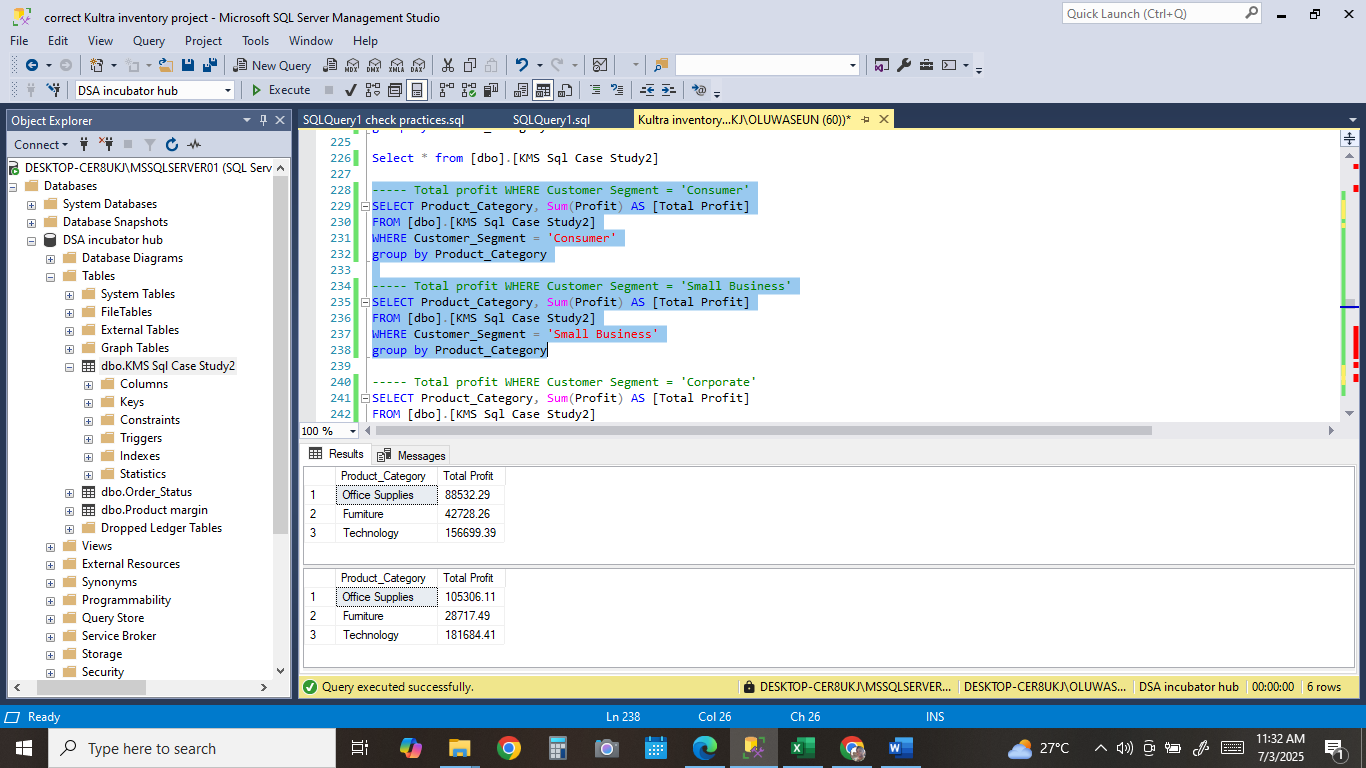 correct Kultra inventory project - Microsoft SQL Server Management Studio
Quick Launch (Ctrl+Q)
File Edit View Query Project Tools Window Help
New Query MDX DMX XMLA DAX
DSA incubator hub Execute
Object Explorer
SQLQuery1 check practices.sql SQLQuery1.sql Kultra inventory...KJ\OLUWASEUN (60))*
Connect
DESKTOP-CER8UKJ\MSSQLSERVER01 (SQL Serv
Databases
System Databases
Database Snapshots
DSA incubator hub
Database Diagrams
Tables
System Tables
FileTables
External Tables
Graph Tables
dbo.KMS Sql Case Study2
Columns
Keys
Constraints
Triggers
Indexes
Statistics
dbo.Order_Status
dbo.Product margin
Dropped Ledger Tables
Views
External Resources
Synonyms
Programmability
Query Store
Service Broker
Storage
Security
225
226 Select * from [dbo].[KMS Sql Case Study2]
227
228 ----- Total profit WHERE Customer Segment = 'Consumer'
229 SELECT Product_Category, Sum(Profit) AS [Total Profit]
230 FROM [dbo].[KMS Sql Case Study2]
231 WHERE Customer_Segment = 'Consumer'
232 group by Product_Category
233
234 ----- Total profit WHERE Customer Segment = 'Small Business'
235 SELECT Product_Category, Sum(Profit) AS [Total Profit]
236 FROM [dbo].[KMS Sql Case Study2]
237 WHERE Customer_Segment = 'Small Business'
238 group by Product_Category
239
240 ----- Total profit WHERE Customer Segment = 'Corporate'
241 SELECT Product_Category, Sum(Profit) AS [Total Profit]
242 FROM [dbo].[KMS Sql Case Study2]
100 %
Results Messages
Product_Category Total Profit
1 Office Supplies 88532.29
2 Furniture 42728.26
3 Technology 156699.39
Product_Category Total Profit
1 Office Supplies 105306.11
2 Furniture 28717.49
3 Technology 181684.41
Query executed successfully. DESKTOP-CER8UKJ\MSSQLSERVER... DESKTOP-CER8UKJ\OLUWAS... DSA incubator hub 00:00:00 6 rows
Ready Ln 238 Col 26 Ch 26 INS
Type here to search 27°C 11:32 AM
7/3/2025
1